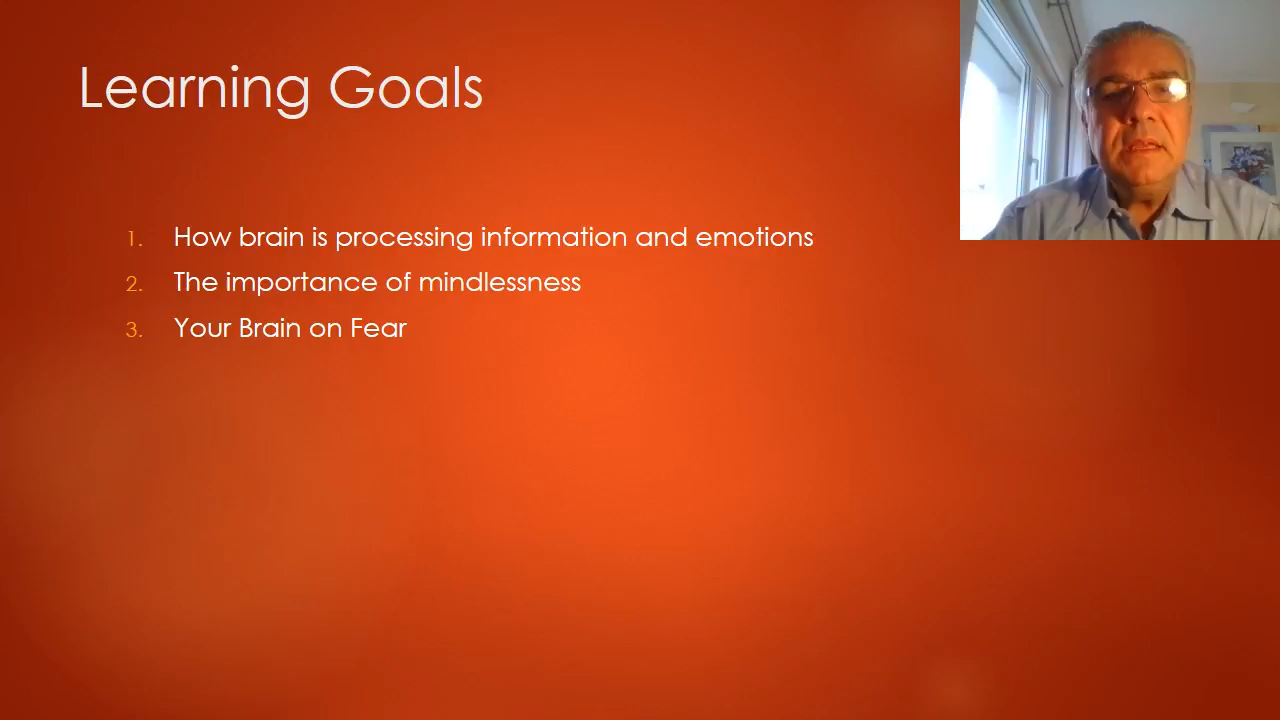 Learning Goals
1. How brain is processing information and emotions
2. The importance of mindlessness
3. Your Brain on Fear